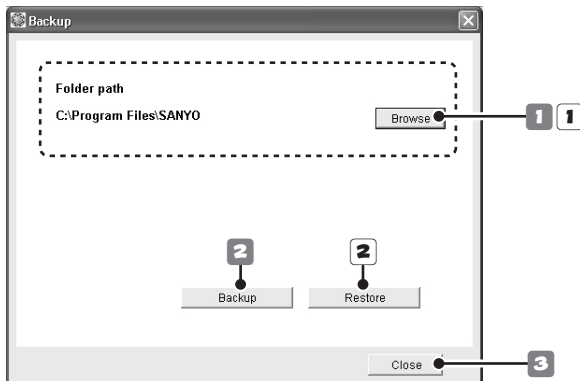 Backup
Folder path
C:\Program Files\SANYO
Browse
1 1
2 2
Backup Restore
Close
3